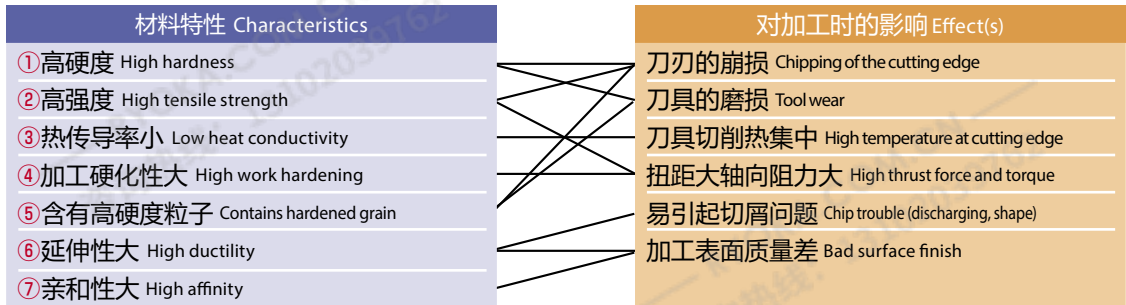 材料特性 Characteristics
①高硬度 High hardness
②高强度 High tensile strength
③热传导率小 Low heat conductivity
④加工硬化性大 High work hardening
⑤含有高硬度粒子 Contains hardened grain
⑥延伸性大 High ductility
⑦亲和性大 High affinity
对加工时的影响 Effect(s)
刀刃的崩损 Chipping of the cutting edge
刀具的磨损 Tool wear
刀具切削热集中 High temperature at cutting edge
扭距大轴向阻力大 High thrust force and torque
易引起切屑问题 Chip trouble (discharging, shape)
加工表面质量差 Bad surface finish